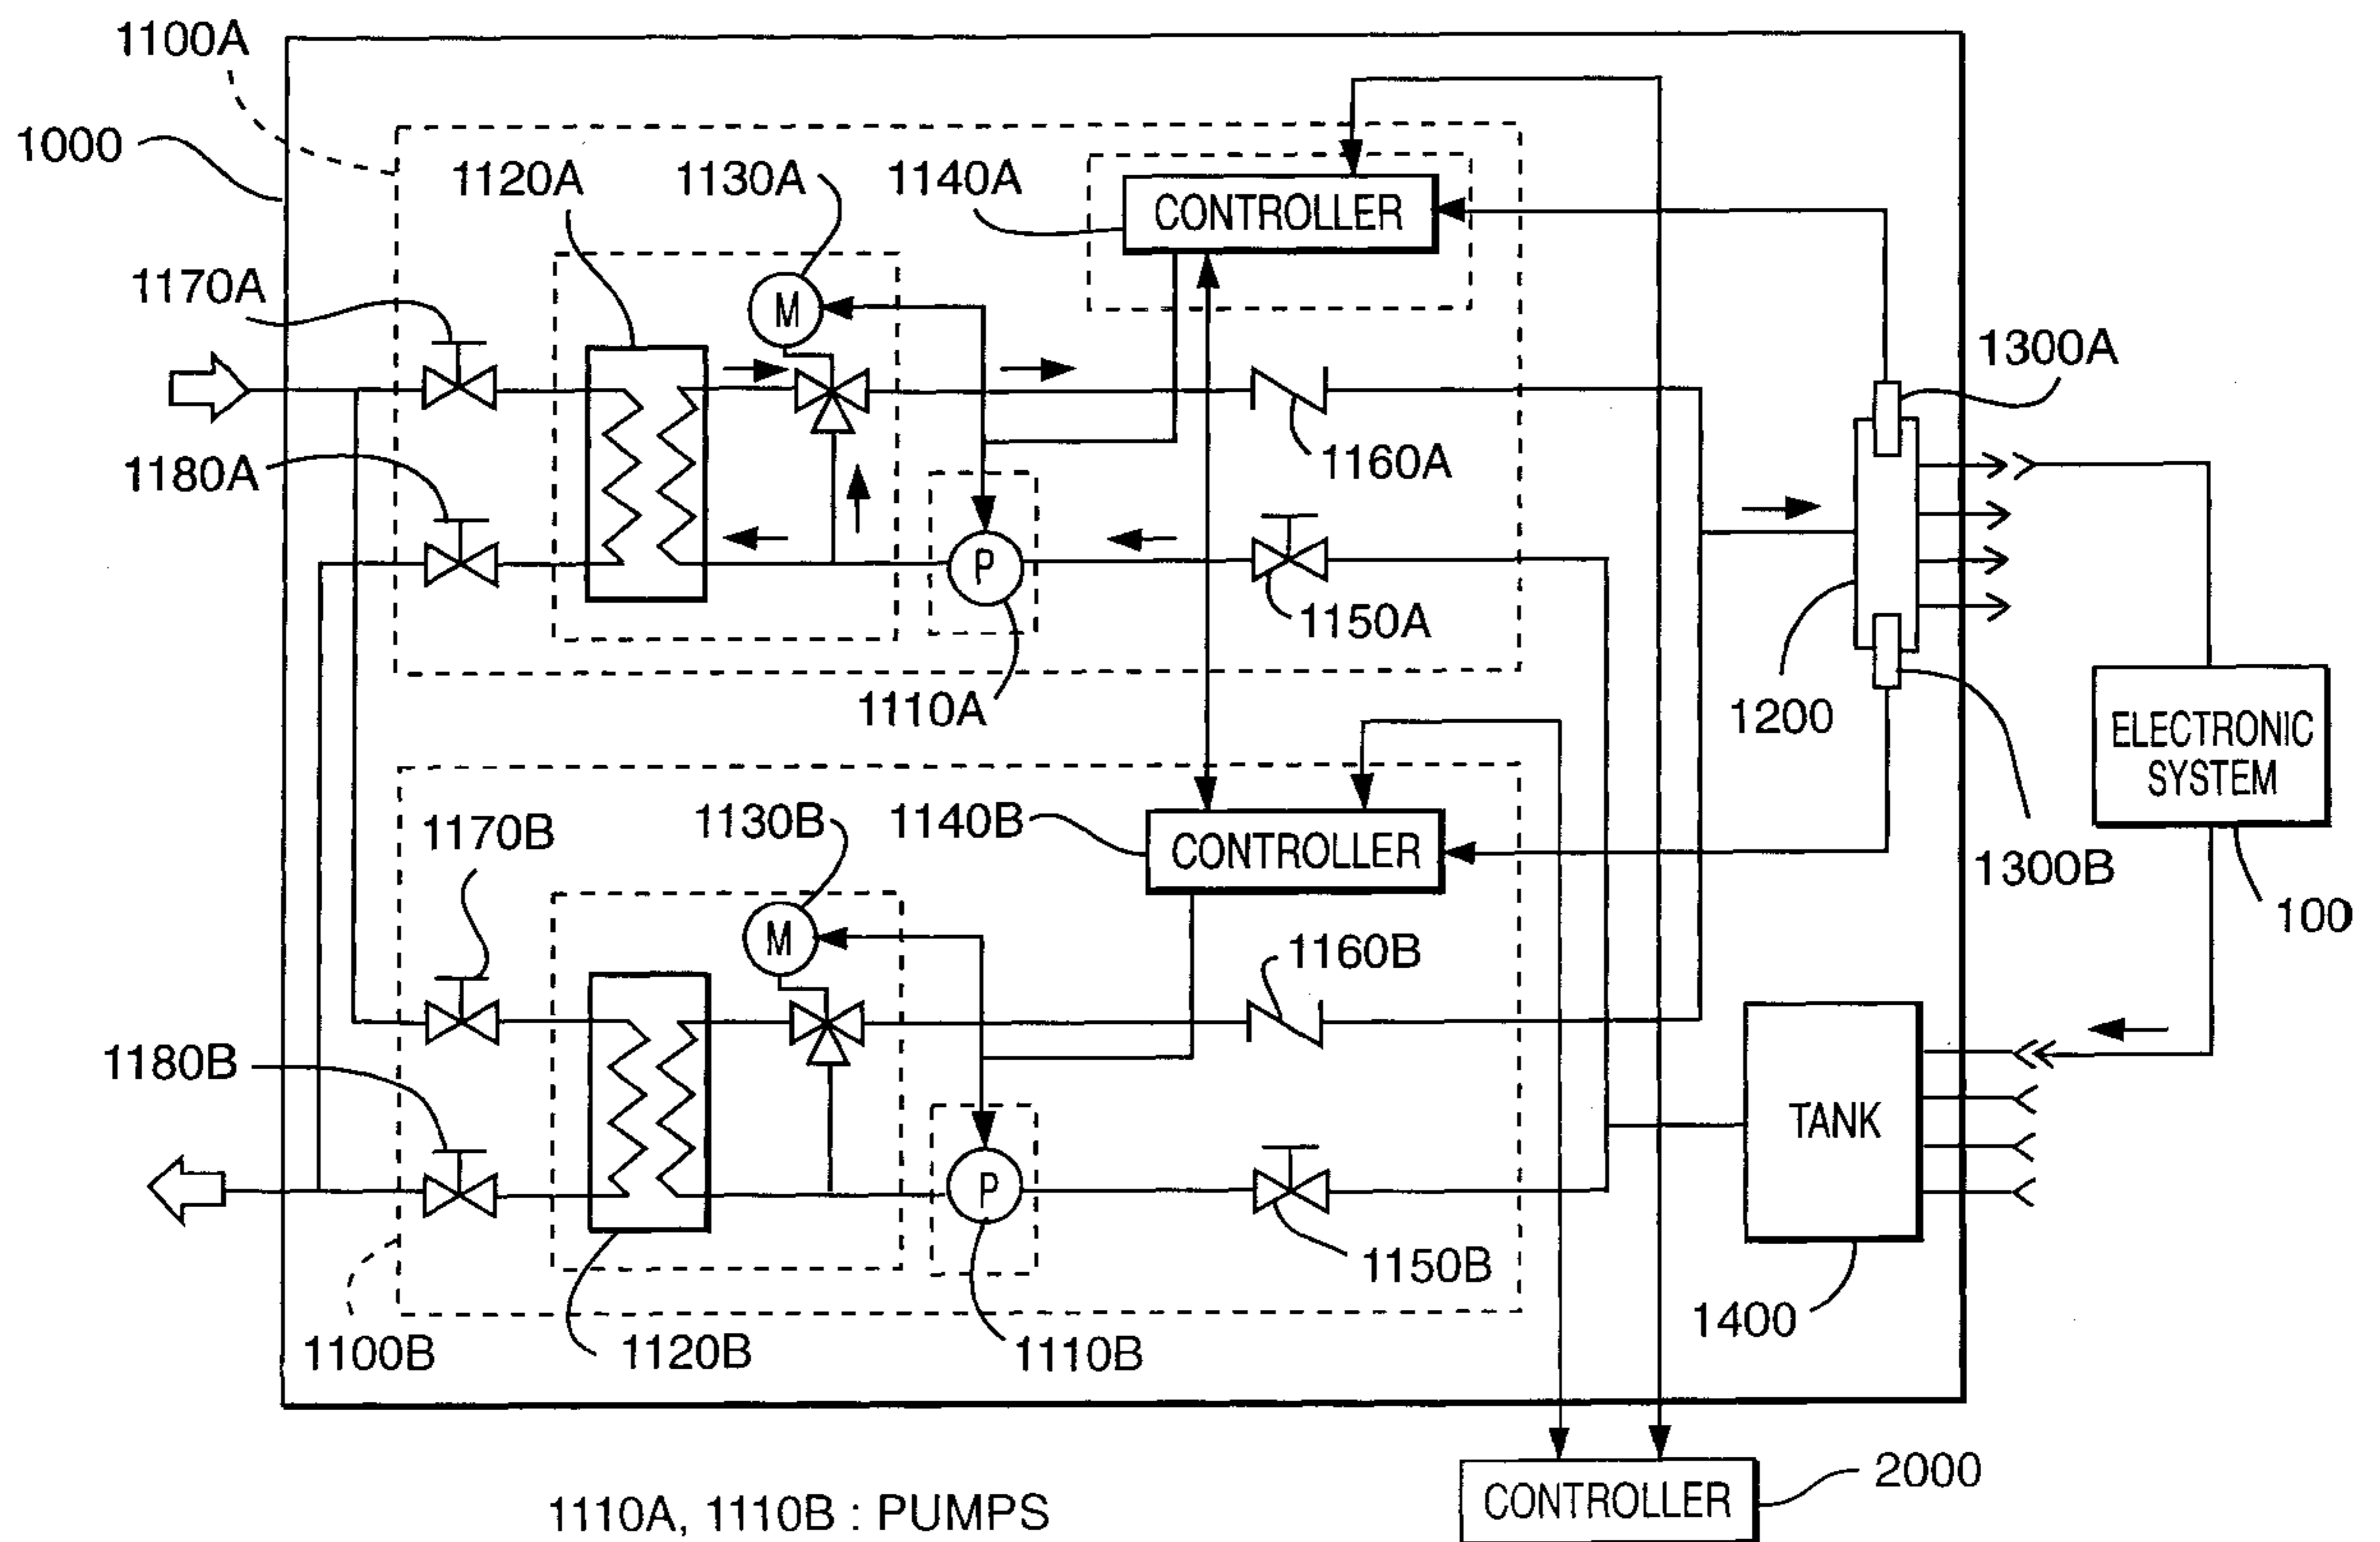 1100A
1000
1120A
1130A
1140A
CONTROLLER
1170A
M
1300A
1180A
1160A
P
1150A
1110A
1200
ELECTRONIC
SYSTEM
1170B
1130B
1140B
CONTROLLER
1300B
100
M
1160B
1180B
TANK
P
1150B
1100B
1120B
1110B
1400
CONTROLLER
2000
1110A, 1110B : PUMPS